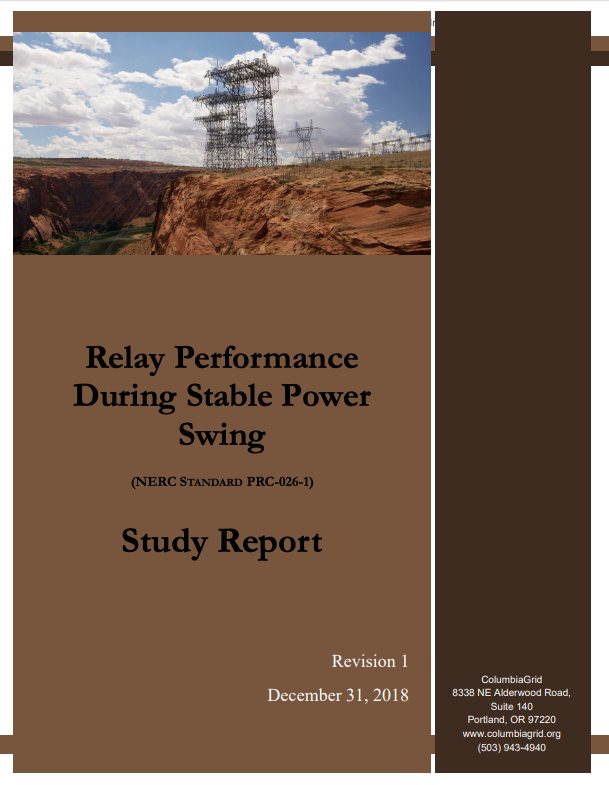 Relay Performance
During Stable Power
Swing
(NERC STANDARD PRC-026-1)
Study Report
Revision 1
December 31, 2018
ColumbiaGrid
8338 NE Alderwood Road,
Suite 140
Portland, OR 97220
www.columbiagrid.org
(503) 943-4940